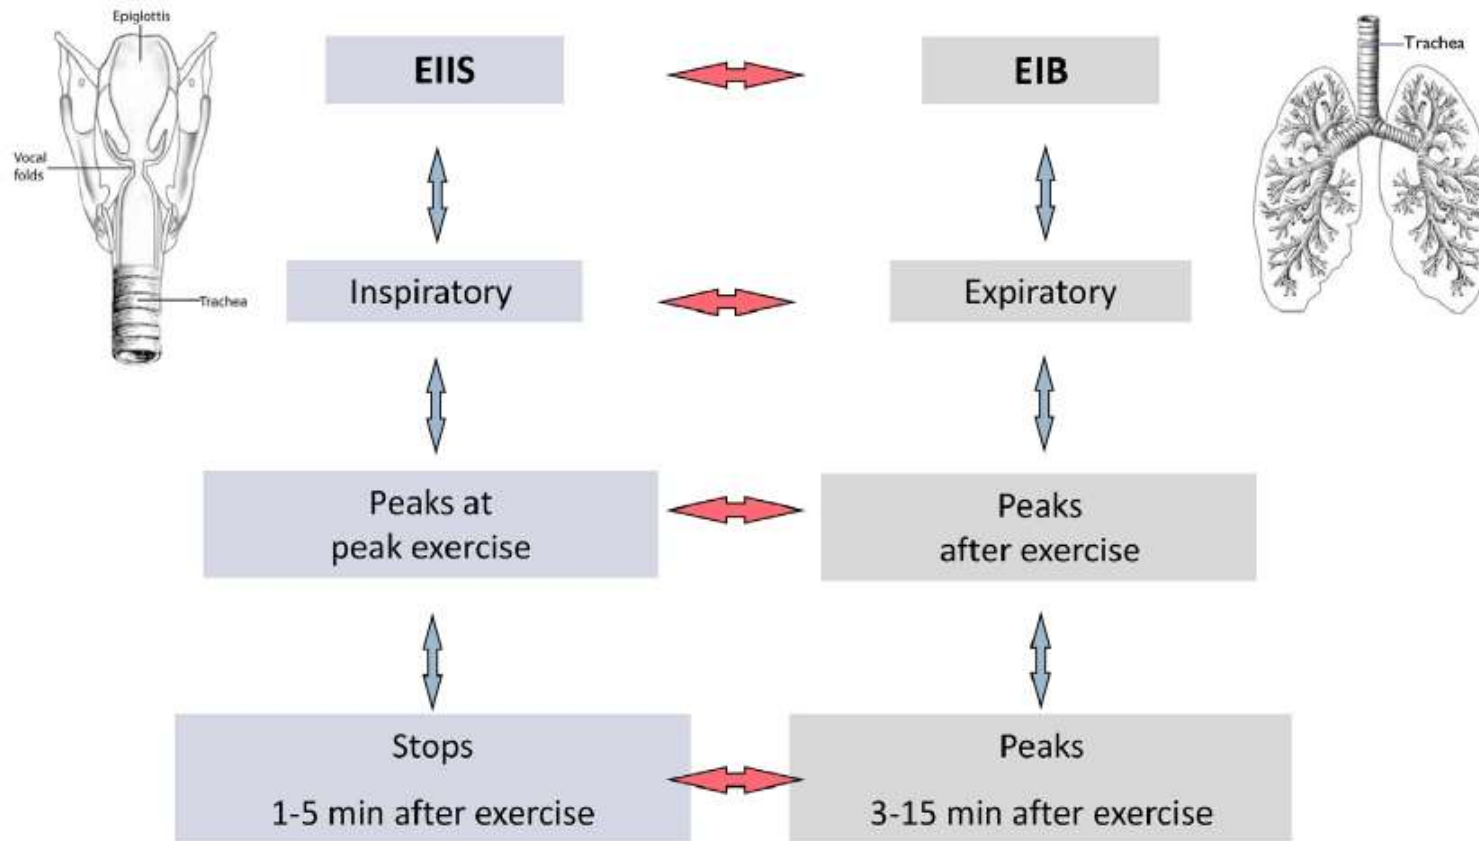 Epiglottis
Vocal
folds
Trachea
EIIS
EIB
Trachea
Inspiratory
Expiratory
Peaks at
peak exercise
Peaks
after exercise
Stops
1-5 min after exercise
Peaks
3-15 min after exercise